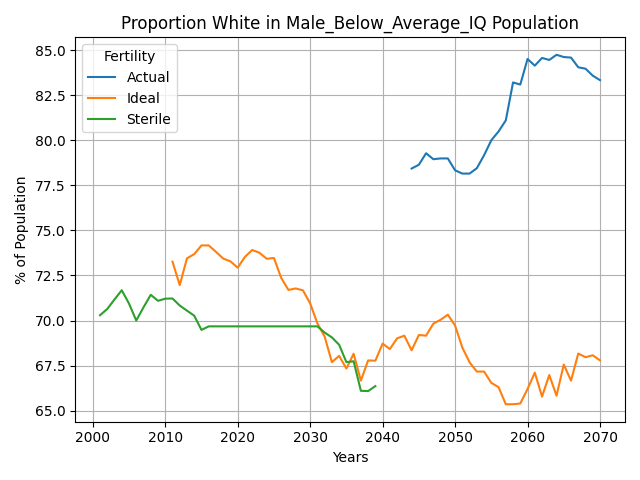 Proportion White in Male_Below_Average_IQ Population
Fertility
Actual
Ideal
Sterile
% of Population
85.0
82.5
80.0
77.5
75.0
72.5
70.0
67.5
65.0
2000 2010 2020 2030 2040 2050 2060 2070
Years